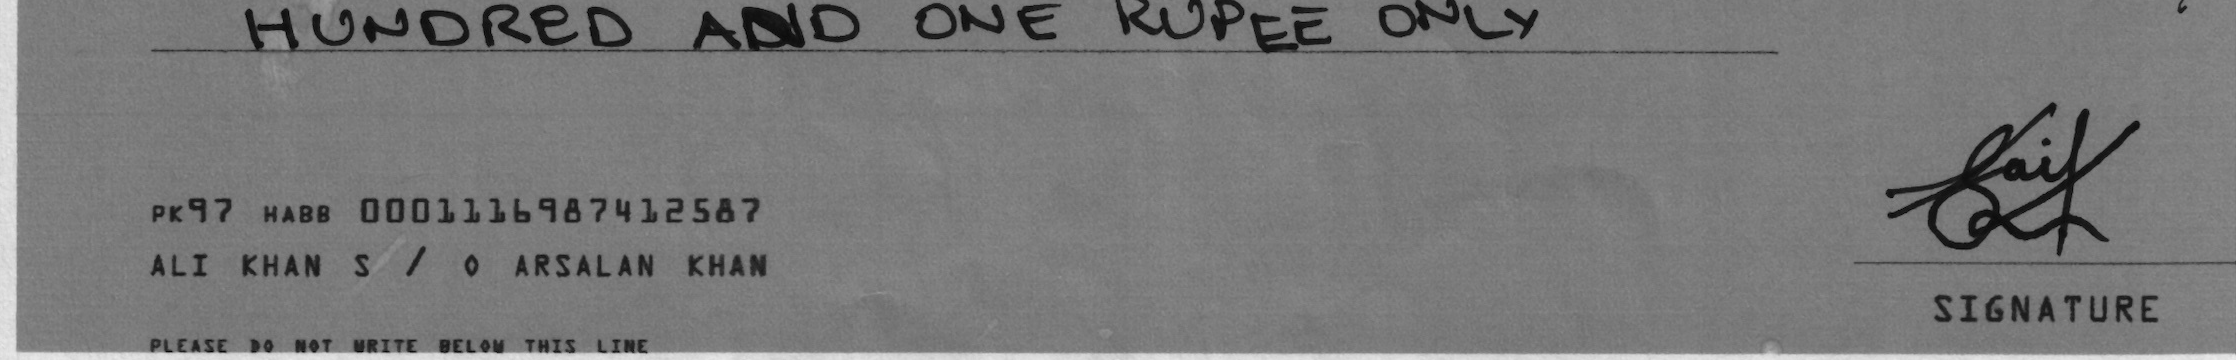 HUNDRED AND ONE RUPEE ONLY
PK97 HABB 0001116987412587
ALI KHAN S / O ARSALAN KHAN
SIGNATURE
PLEASE DO NOT WRITE BELOW THIS LINE